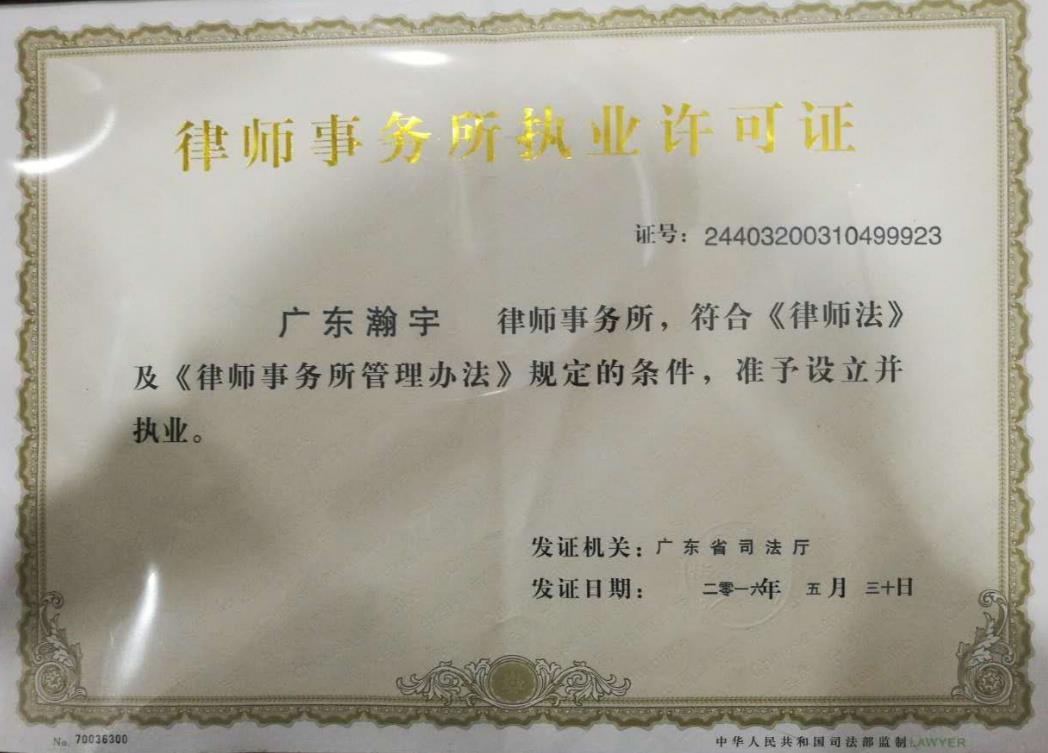 律师事务所执业许可证
证号：24403200310499923
广东瀚宇 律师事务所，符合《律师法》
及《律师事务所管理办法》规定的条件，准予设立并
执业。
发证机关：广东省司法厅
发证日期： 二零一六年 五月 三十日
No. 70036300
中华人民共和国司法部监制 LAWYER